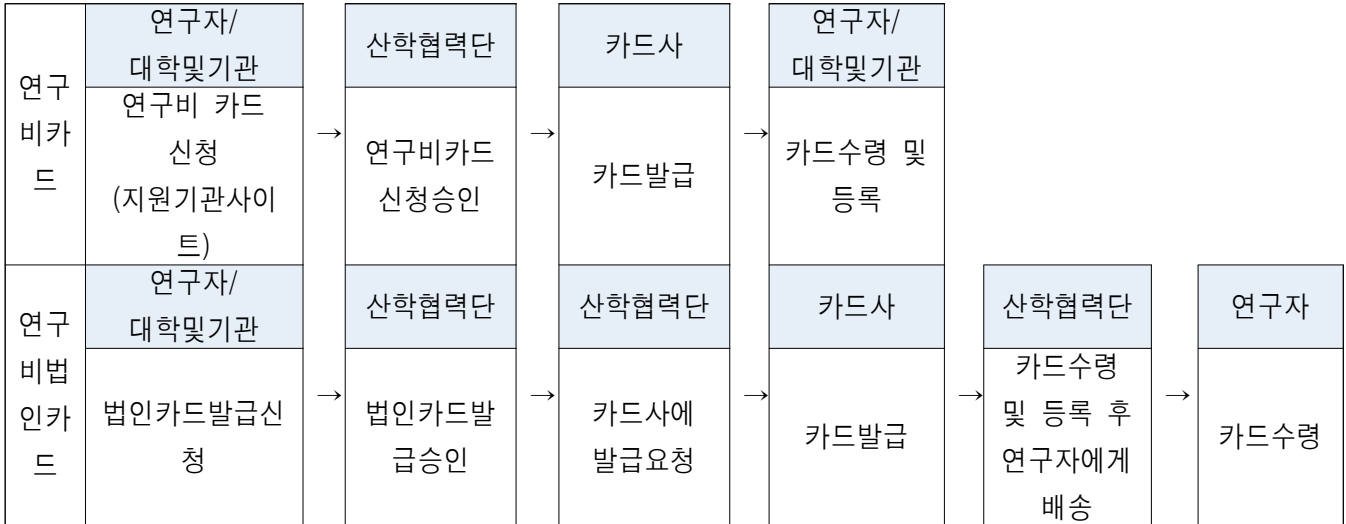 연구
비카
드
연구자/
대학및기관
연구비 카드
신청
(지원기관사이
트)
→
산학협력단
연구비카드
신청승인
→
카드사
카드발급
→
연구자/
대학및기관
카드수령 및
등록
연구
비법
인카
드
연구자/
대학및기관
법인카드발급신
청
→
산학협력단
법인카드발
급승인
→
산학협력단
카드사에
발급요청
→
카드사
카드발급
→
산학협력단
카드수령
및 등록 후
연구자에게
배송
→
연구자
카드수령